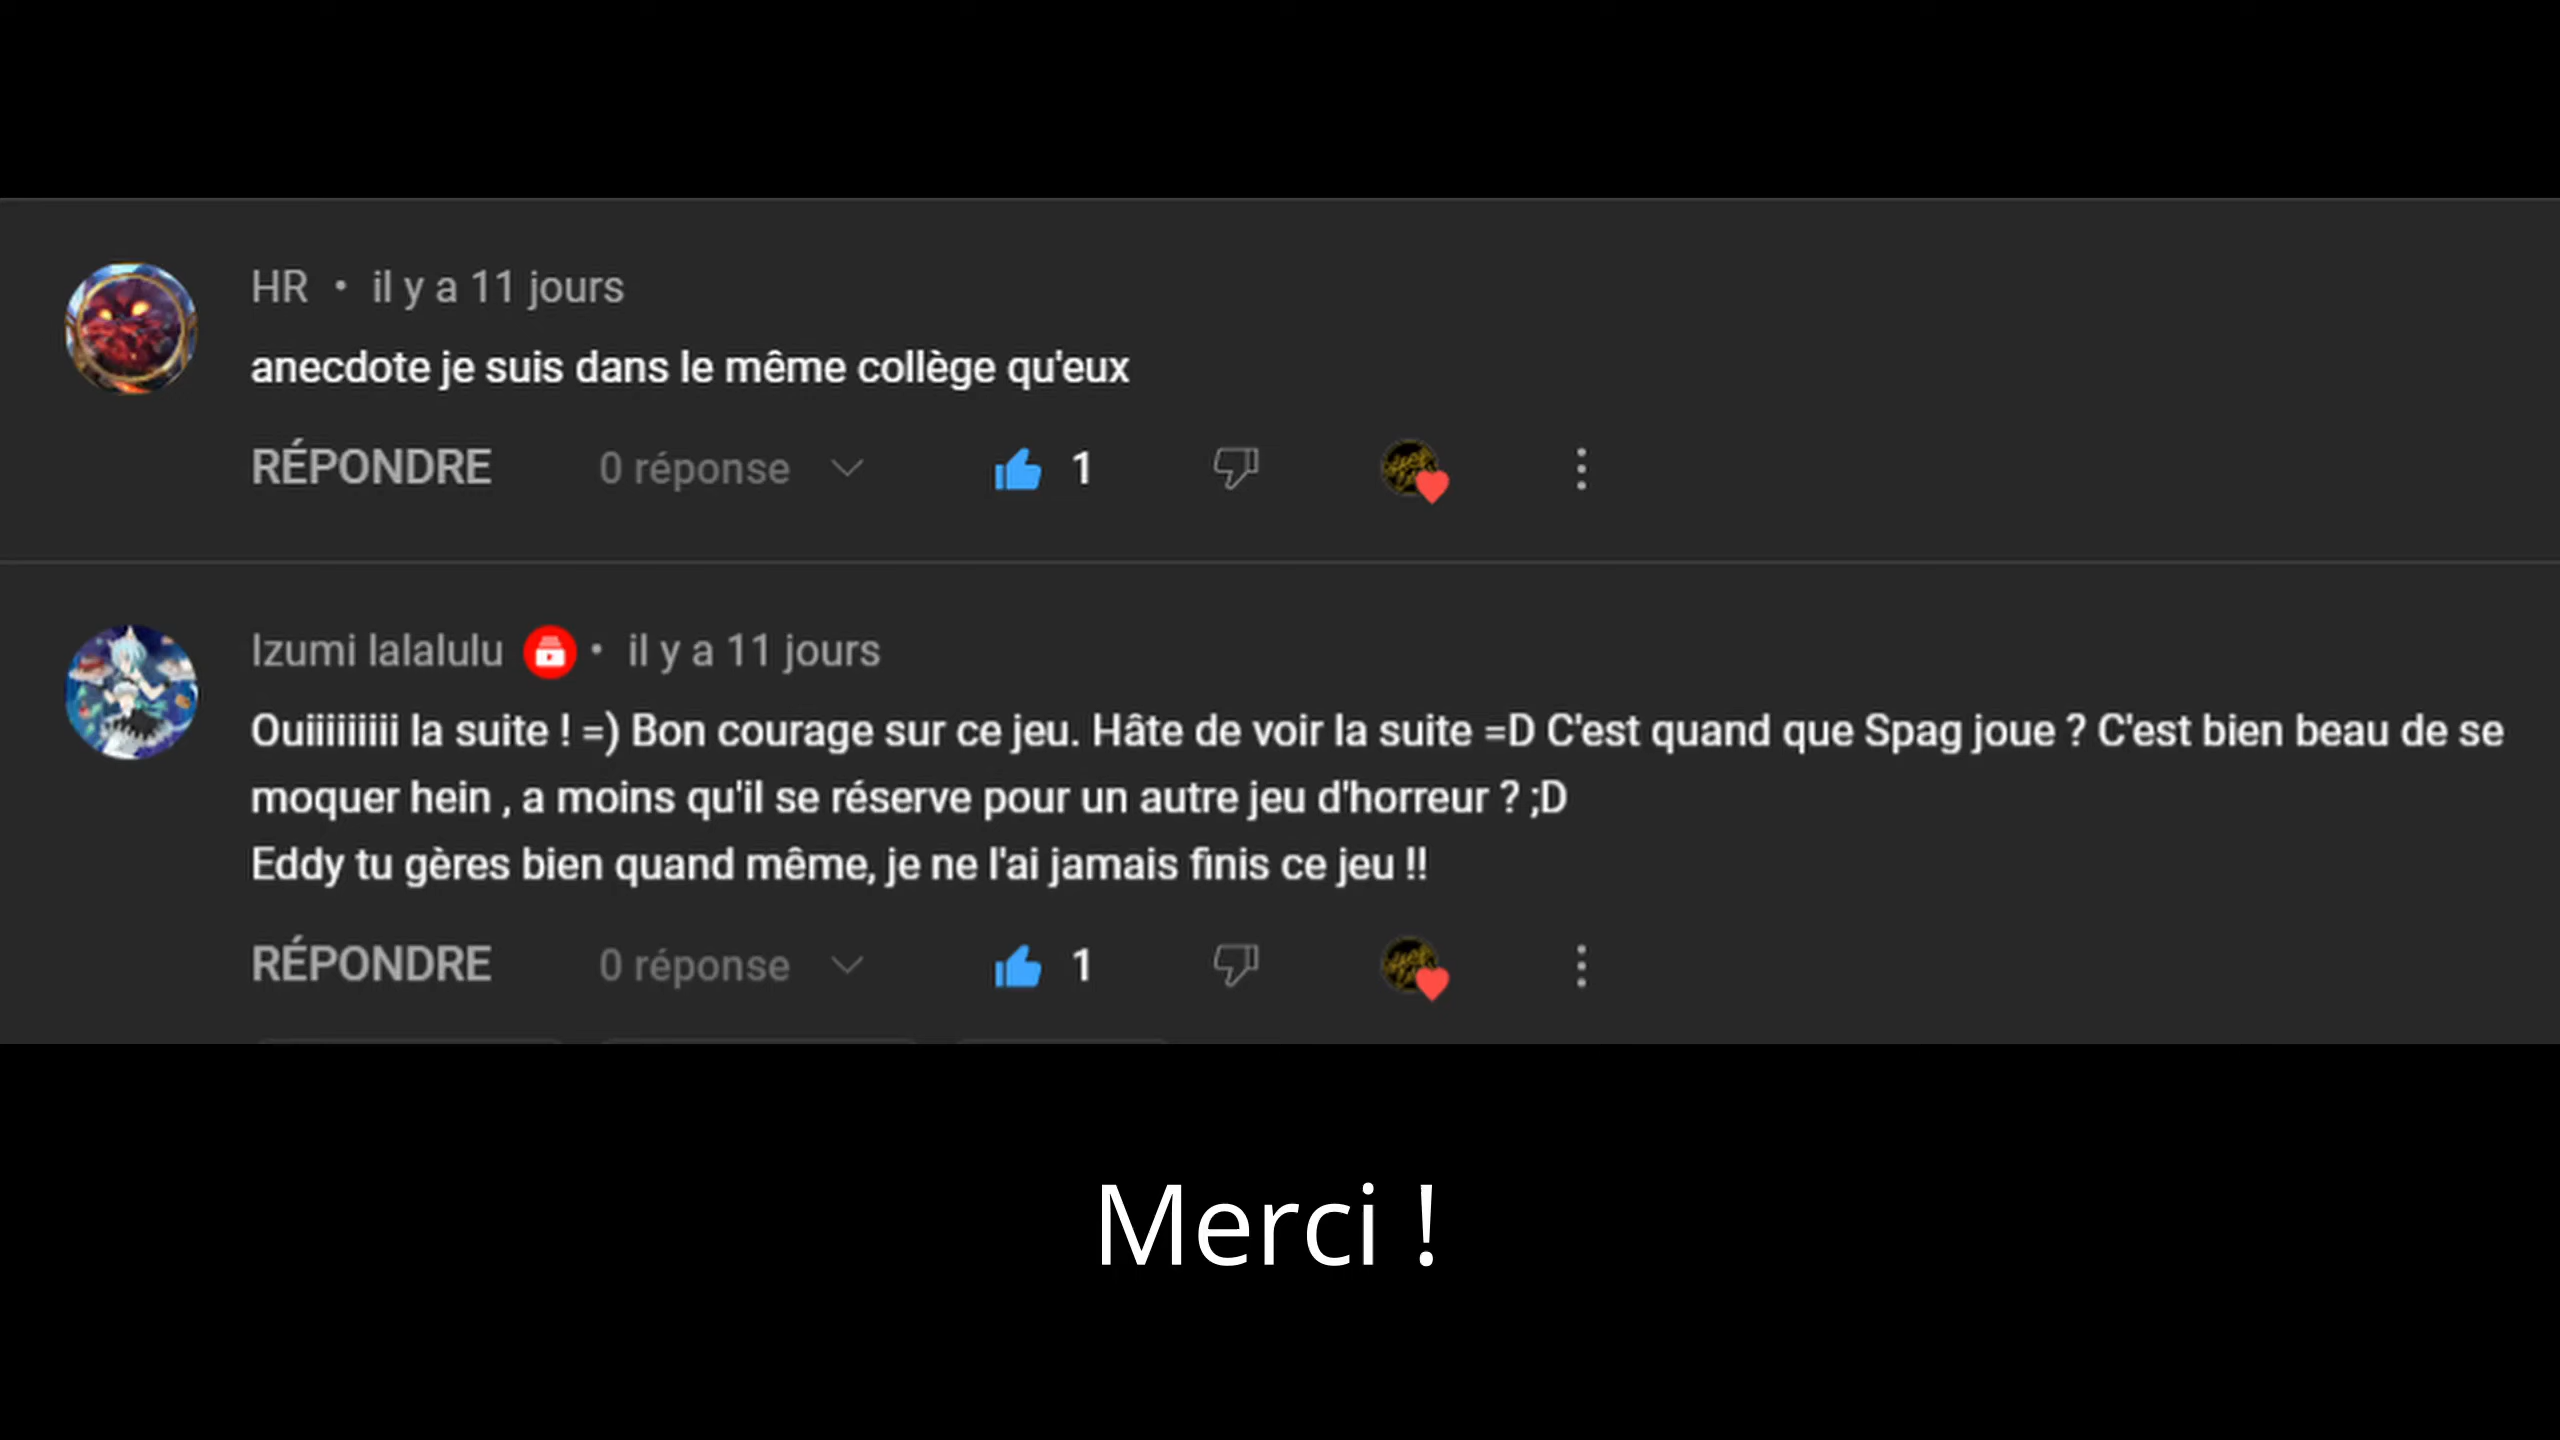 HR • il y a 11 jours
anecdote je suis dans le même collège qu'eux
RÉPONDRE 0 réponse 1
Izumi lalalulu • il y a 11 jours
Ouiiiiiiiii la suite ! =) Bon courage sur ce jeu. Hâte de voir la suite =D C'est quand que Spag joue ? C'est bien beau de se
moquer hein , a moins qu'il se réserve pour un autre jeu d'horreur ? ;D
Eddy tu gères bien quand même, je ne l'ai jamais finis ce jeu !!
RÉPONDRE 0 réponse 1
Merci !